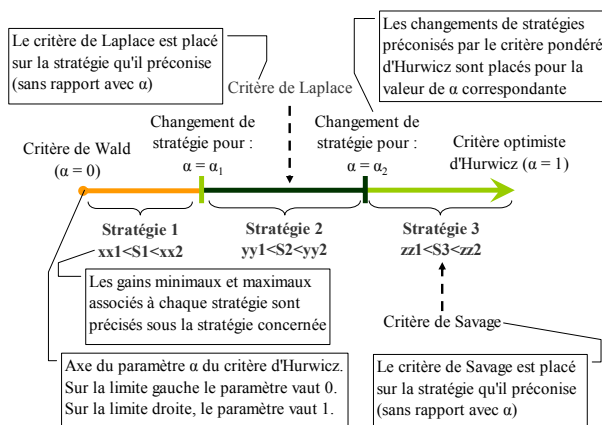 Le critère de Laplace est placé
sur la stratégie qu'il préconise
(sans rapport avec α)
Les changements de stratégies
préconisés par le critère pondéré
d'Hurwicz sont placés pour la
valeur de α correspondante
Critère de Laplace
Critère de Wald
(α = 0)
Changement de
stratégie pour :
α = α1
Changement de
stratégie pour :
α = α2
Critère optimiste
d'Hurwicz (α = 1)
Stratégie 1
xx1<S1<xx2
Stratégie 2
yy1<S2<yy2
Stratégie 3
zz1<S3<zz2
Les gains minimaux et maximaux
associés à chaque stratégie sont
précisés sous la stratégie concernée
Critère de Savage
Axe du paramètre α du critère d'Hurwicz.
Sur la limite gauche le paramètre vaut 0.
Sur la limite droite, le paramètre vaut 1.
Le critère de Savage est placé
sur la stratégie qu'il préconise
(sans rapport avec α)